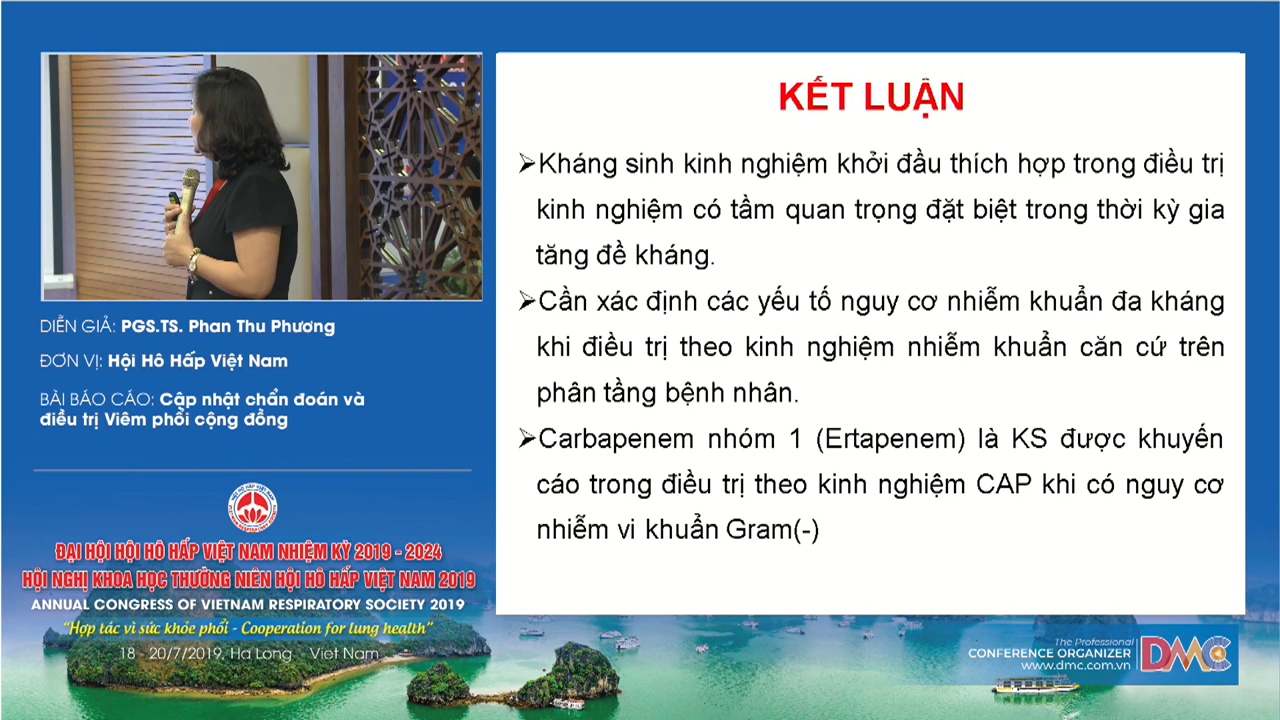 KẾT LUẬN
➢Kháng sinh kinh nghiệm khởi đầu thích hợp trong điều trị
kinh nghiệm có tầm quan trọng đặt biệt trong thời kỳ gia
tăng đề kháng.
➢Cần xác định các yếu tố nguy cơ nhiễm khuẩn đa kháng
khi điều trị theo kinh nghiệm nhiễm khuẩn căn cứ trên
phân tầng bệnh nhân.
➢Carbapenem nhóm 1 (Ertapenem) là KS được khuyến
cáo trong điều trị theo kinh nghiệm CAP khi có nguy cơ
nhiễm vi khuẩn Gram(-)
DIỄN GIẢ: PGS.TS. Phan Thu Phương
ĐƠN VỊ: Hội Hô Hấp Việt Nam
BÀI BÁO CÁO: Cập nhật chẩn đoán và
điều trị Viêm phổi cộng đồng
ĐẠI HỘI HỘI HÔ HẤP VIỆT NAM NHIỆM KỲ 2019 - 2024
HỘI NGHỊ KHOA HỌC THƯỜNG NIÊN HỘI HÔ HẤP VIỆT NAM 2019
ANNUAL CONGRESS OF VIETNAM RESPIRATORY SOCIETY 2019
"Hợp tác vì sức khỏe phổi - Cooperation for lung health"
18 - 20/7/2019, Ha Long - Viet Nam
The Professional
CONFERENCE ORGANIZER
www.dmc.com.vn
DMC